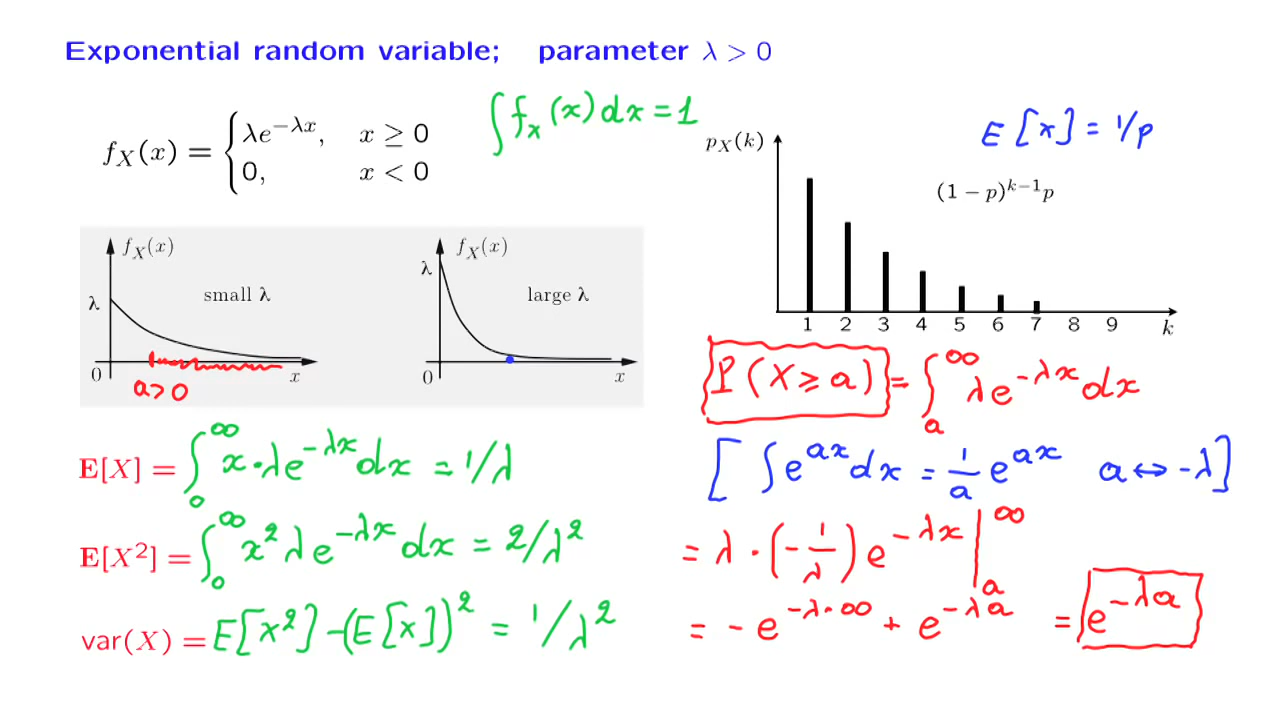 Exponential random variable; parameter λ > 0
f_X(x) = { λe^{−λx}, x ≥ 0
0, x < 0
∫ f_x(x) dx = 1
f_X(x)
λ
small λ
0
x
a>0
f_X(x)
λ
large λ
0
x
E[X] = ∫_0^∞ x·λe^{-λx} dx = 1/λ
E[X²] = ∫_0^∞ x² λe^{-λx} dx = 2/λ²
var(X) = E[X²] - (E[X])² = 1/λ²
E[X] = 1/p
p_X(k)
(1 − p)^{k−1}p
1 2 3 4 5 6 7 8 9 k
P(X ≥ a) = ∫_a^∞ λe^{-λx} dx
[ ∫ e^{ax} dx = 1/a e^{ax} a ↔ -λ ]
= λ · (-1/λ) e^{-λx} |_a^∞
= - e^{-λ·∞} + e^{-λa} = e^{-λa}